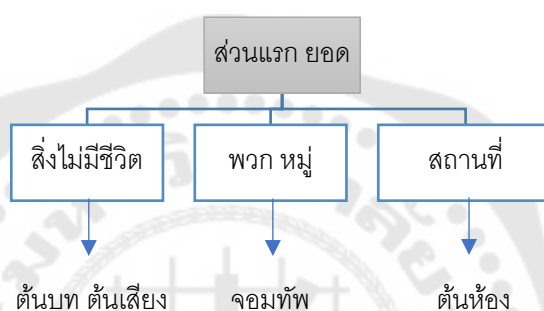 ส่วนแรก ยอด
สิ่งไม่มีชีวิต พวก หมู่ สถานที่
ต้นบท ต้นเสียง จอมทัพ ต้นห้อง